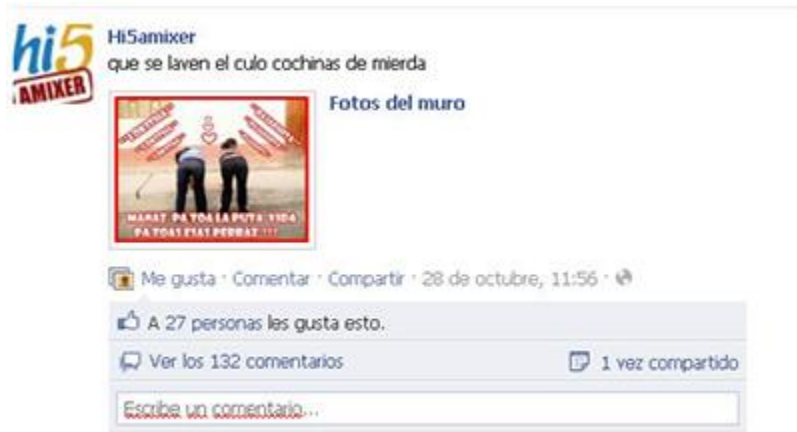 hi5
AMIXER
Hi5amixer
que se laven el culo cochinas de mierda
Fotos del muro
PA TOA LA PUTA VIDA
PA TOAS ESAS PERRAZ !!!!
Me gusta · Comentar · Compartir · 28 de octubre, 11:56 ·
A 27 personas les gusta esto.
Ver los 132 comentarios
1 vez compartido
Escribe un comentario...